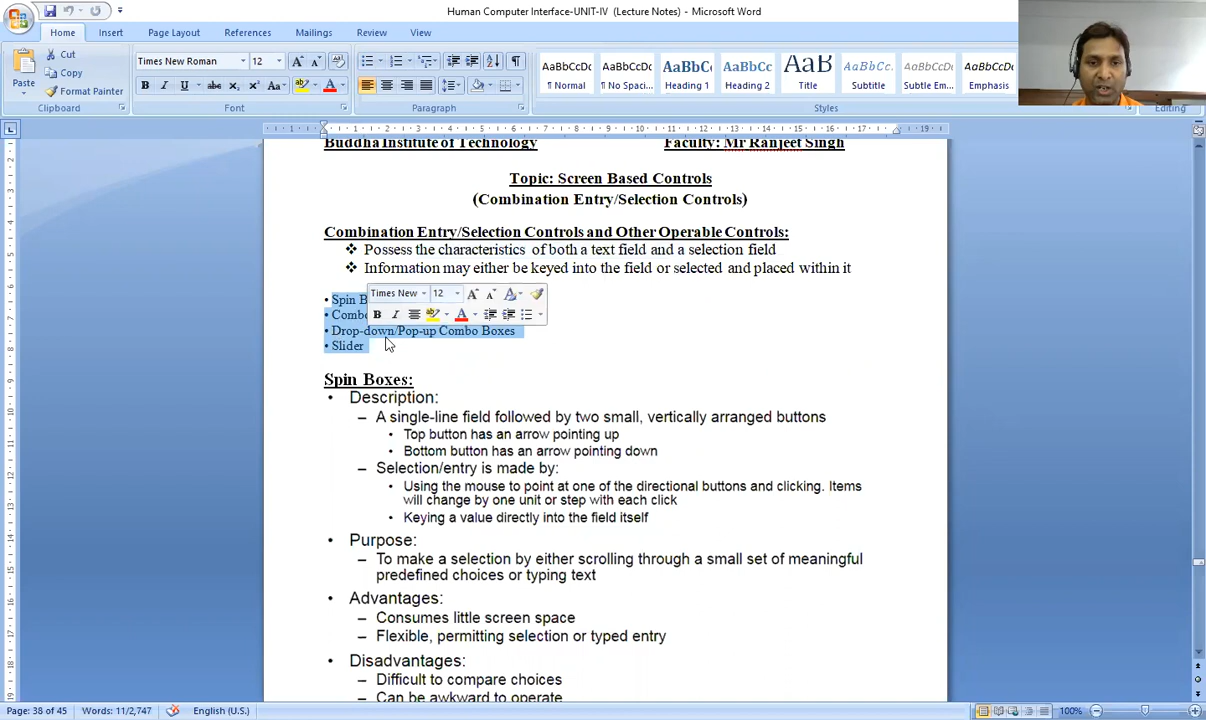 Human Computer Interface-UNIT-IV (Lecture Notes) - Microsoft Word
Home Insert Page Layout References Mailings Review View
Paste
Cut
Copy
Format Painter
Clipboard
Times New Roman 12
Font
Paragraph
AaBbCcDc AaBbCcDc AaBbCc AaBbCc AaB AaBbCc. AaBbCcDc AaBbCcDc
¶ Normal ¶ No Spaci... Heading 1 Heading 2 Title Subtitle Subtle Em... Emphasis
Styles
Editing
Buddha Institute of Technology Faculty: Mr Ranjeet Singh
Topic: Screen Based Controls
(Combination Entry/Selection Controls)
Combination Entry/Selection Controls and Other Operable Controls:
❖ Possess the characteristics of both a text field and a selection field
❖ Information may either be keyed into the field or selected and placed within it
Times New 12
• Spin B
• Combo
• Drop-down/Pop-up Combo Boxes
• Slider
Spin Boxes:
• Description:
– A single-line field followed by two small, vertically arranged buttons
• Top button has an arrow pointing up
• Bottom button has an arrow pointing down
– Selection/entry is made by:
• Using the mouse to point at one of the directional buttons and clicking. Items
will change by one unit or step with each click
• Keying a value directly into the field itself
• Purpose:
– To make a selection by either scrolling through a small set of meaningful
predefined choices or typing text
• Advantages:
– Consumes little screen space
– Flexible, permitting selection or typed entry
• Disadvantages:
– Difficult to compare choices
– Can be awkward to operate
Page: 38 of 45 Words: 11/2,747 English (U.S.) 100%